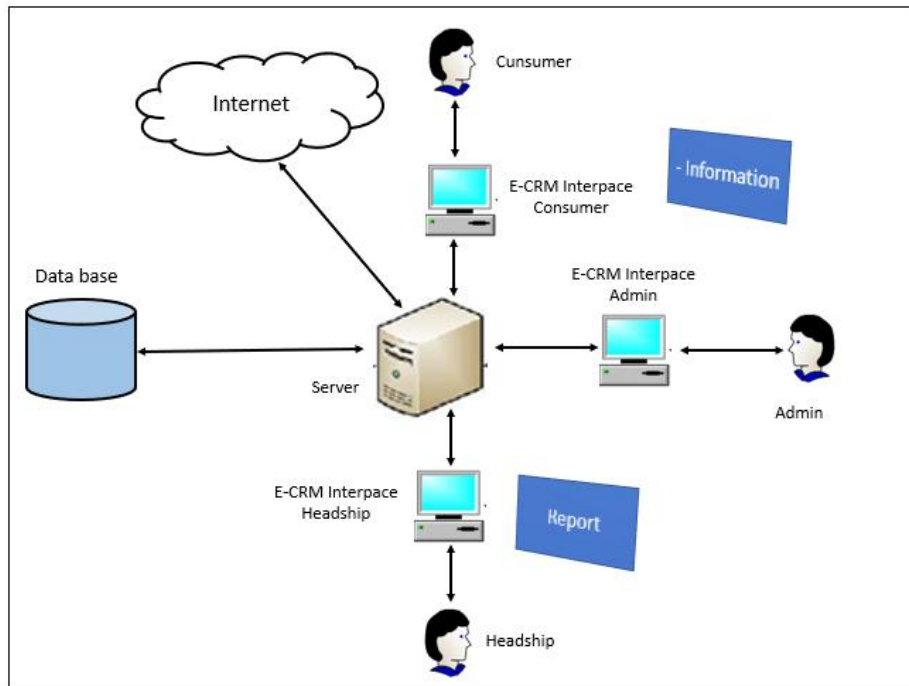 Cunsumer
Internet
- Information
E-CRM Interpace
Consumer
E-CRM Interpace
Admin
Data base
Server
Admin
E-CRM Interpace
Headship
Report
Headship